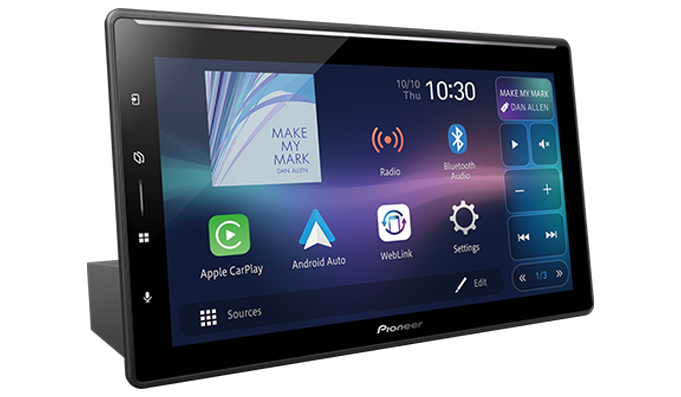 MAKE
MY
MARK
DAN ALLEN
10/10
Thu
10:30
MAKE MY MARK
DAN ALLEN
Radio
Bluetooth
Audio
Apple CarPlay
Android Auto
WebLink
Settings
1/3
Sources
Edit
Pioneer